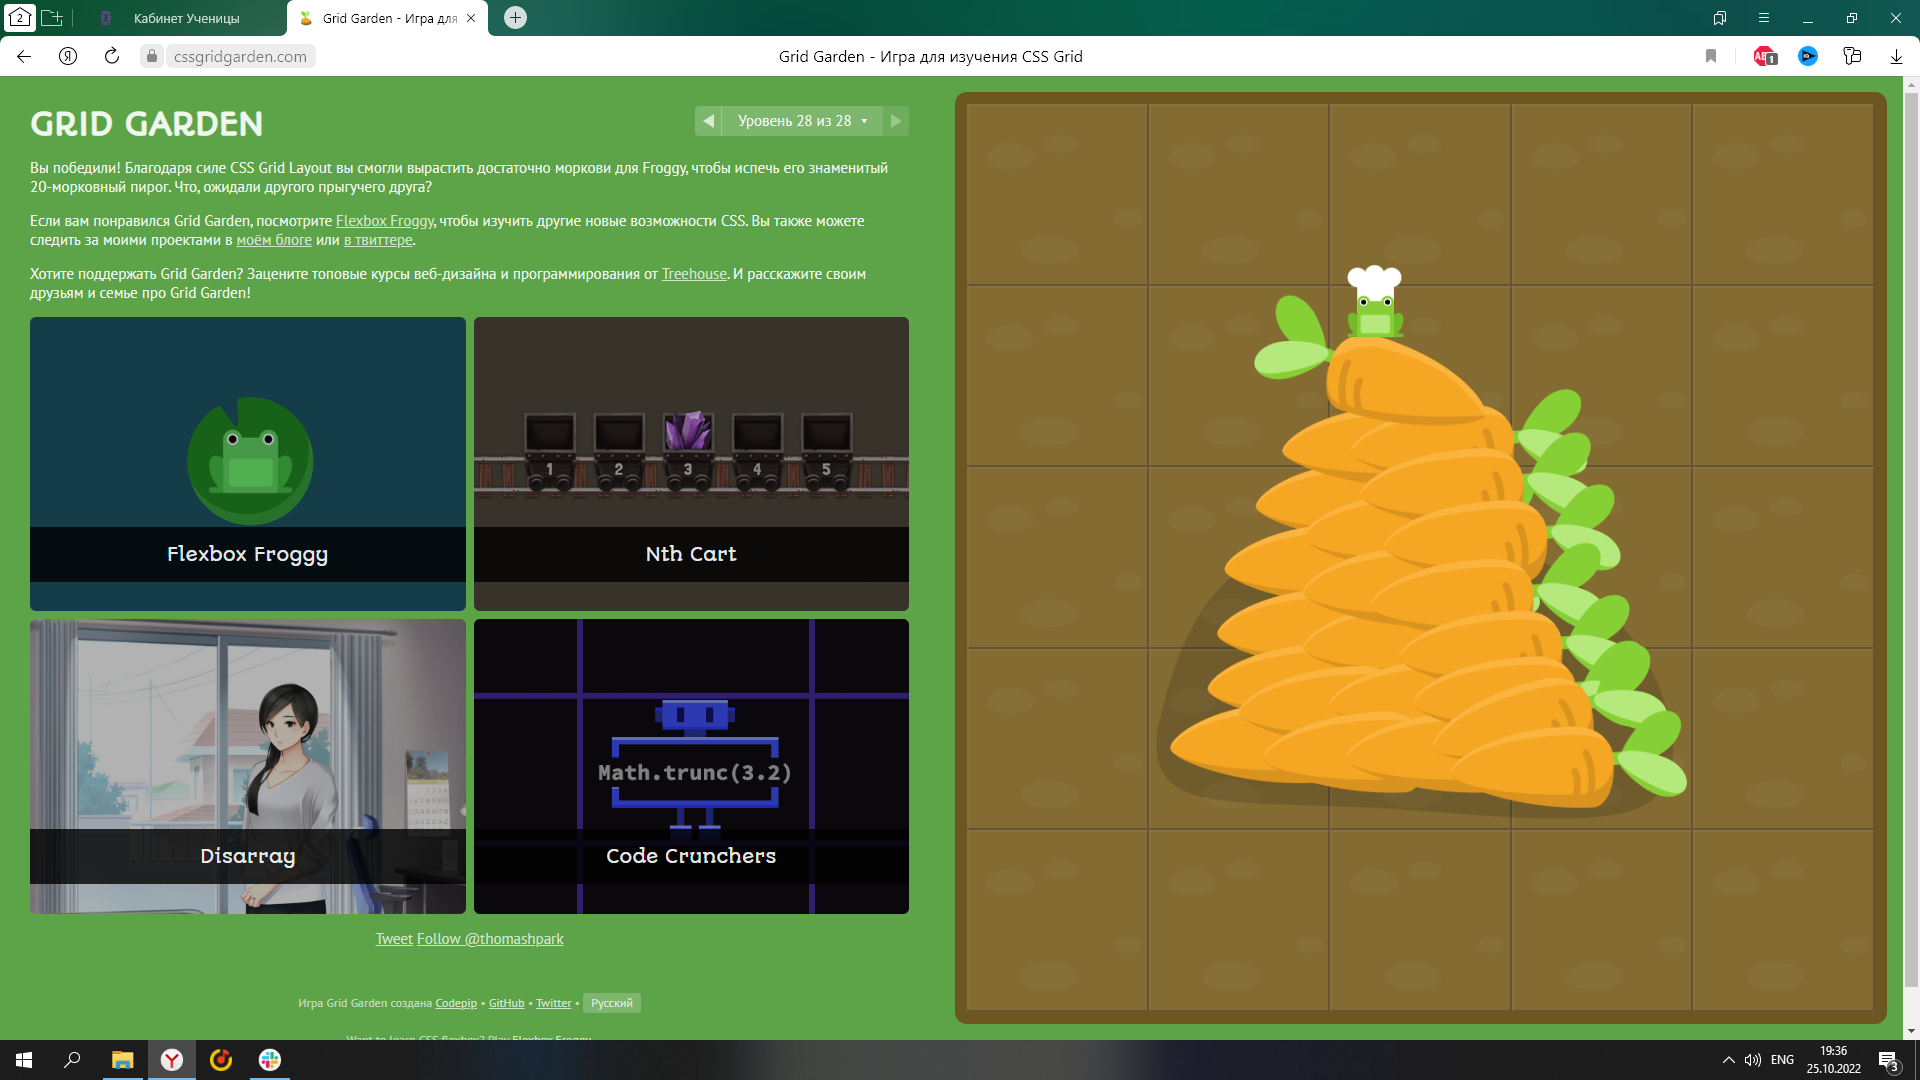 2
Кабинет Ученицы
Grid Garden - Игра для
cssgridgarden.com
Grid Garden - Игра для изучения CSS Grid
1
GRID GARDEN
Уровень 28 из 28
Вы победили! Благодаря силе CSS Grid Layout вы смогли вырастить достаточно моркови для Froggy, чтобы испечь его знаменитый
20-морковный пирог. Что, ожидали другого прыгучего друга?
Если вам понравился Grid Garden, посмотрите Flexbox Froggy, чтобы изучить другие новые возможности CSS. Вы также можете
следить за моими проектами в моём блоге или в твиттере.
Хотите поддержать Grid Garden? Зацените топовые курсы веб-дизайна и программирования от Treehouse. И расскажите своим
друзьям и семье про Grid Garden!
1 2 3 4 5
Flexbox Froggy
Nth Cart
Math.trunc(3.2)
Disarray
Code Crunchers
Tweet Follow @thomashpark
Игра Grid Garden создана Codepip • GitHub • Twitter • Русский
Want to learn CSS flexbox? Play Flexbox Froggy.
ENG
19:36
25.10.2022
3